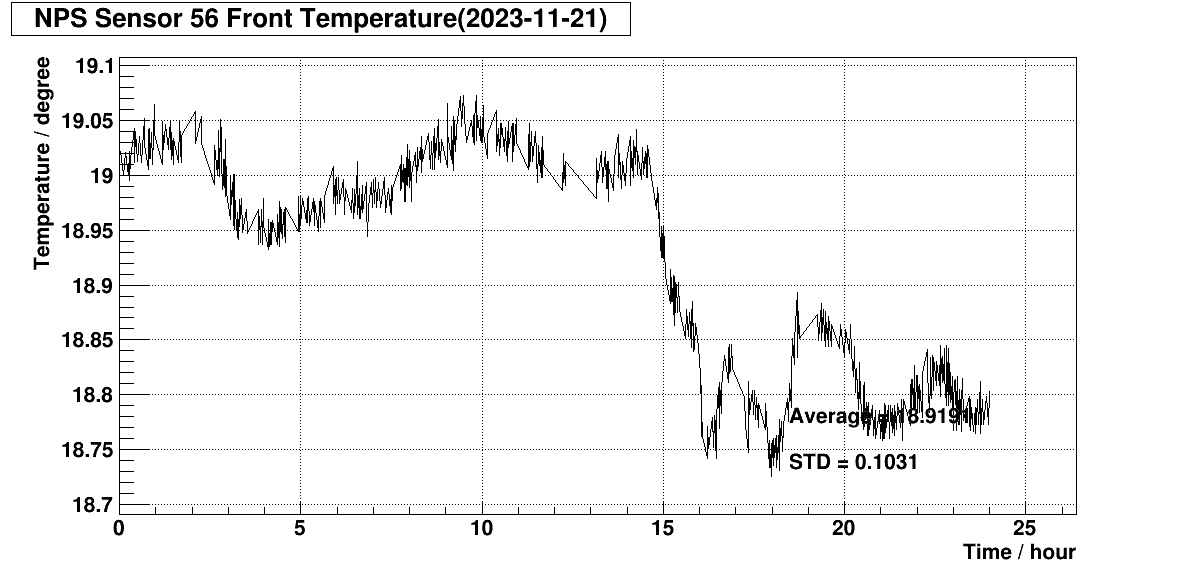 NPS Sensor 56 Front Temperature(2023-11-21)
Temperature / degree
19.1
19.05
19
18.95
18.9
18.85
18.8
18.75
18.7
Average = 18.919
STD = 0.1031
0 5 10 15 20 25
Time / hour